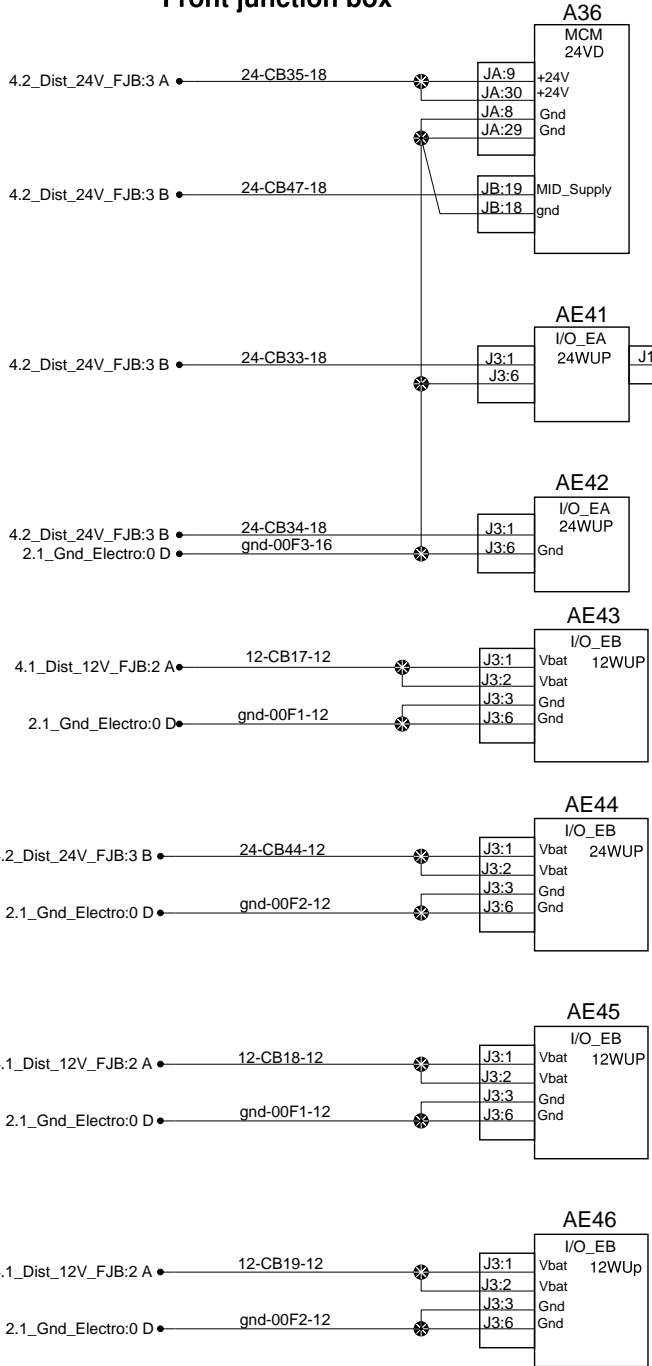 Front junction box
A36
MCM
24VD
4.2_Dist_24V_FJB:3 A 24-CB35-18 JA:9 +24V
JA:30 +24V
JA:8 Gnd
JA:29 Gnd
4.2_Dist_24V_FJB:3 B 24-CB47-18 JB:19 MID_Supply
JB:18 gnd
AE41
I/O_EA
4.2_Dist_24V_FJB:3 B 24-CB33-18 J3:1 24WUP J1
J3:6
AE42
I/O_EA
24WUP
4.2_Dist_24V_FJB:3 B 24-CB34-18 J3:1
2.1_Gnd_Electro:0 D gnd-00F3-16 J3:6 Gnd
AE43
I/O_EB
4.1_Dist_12V_FJB:2 A 12-CB17-12 J3:1 Vbat 12WUP
J3:2 Vbat
J3:3 Gnd
2.1_Gnd_Electro:0 D gnd-00F1-12 J3:6 Gnd
AE44
I/O_EB
.2_Dist_24V_FJB:3 B 24-CB44-12 J3:1 Vbat 24WUP
J3:2 Vbat
J3:3 Gnd
2.1_Gnd_Electro:0 D gnd-00F2-12 J3:6 Gnd
AE45
I/O_EB
.1_Dist_12V_FJB:2 A 12-CB18-12 J3:1 Vbat 12WUP
J3:2 Vbat
J3:3 Gnd
2.1_Gnd_Electro:0 D gnd-00F1-12 J3:6 Gnd
AE46
I/O_EB
.1_Dist_12V_FJB:2 A 12-CB19-12 J3:1 Vbat 12WUp
J3:2 Vbat
J3:3 Gnd
2.1_Gnd_Electro:0 D gnd-00F2-12 J3:6 Gnd